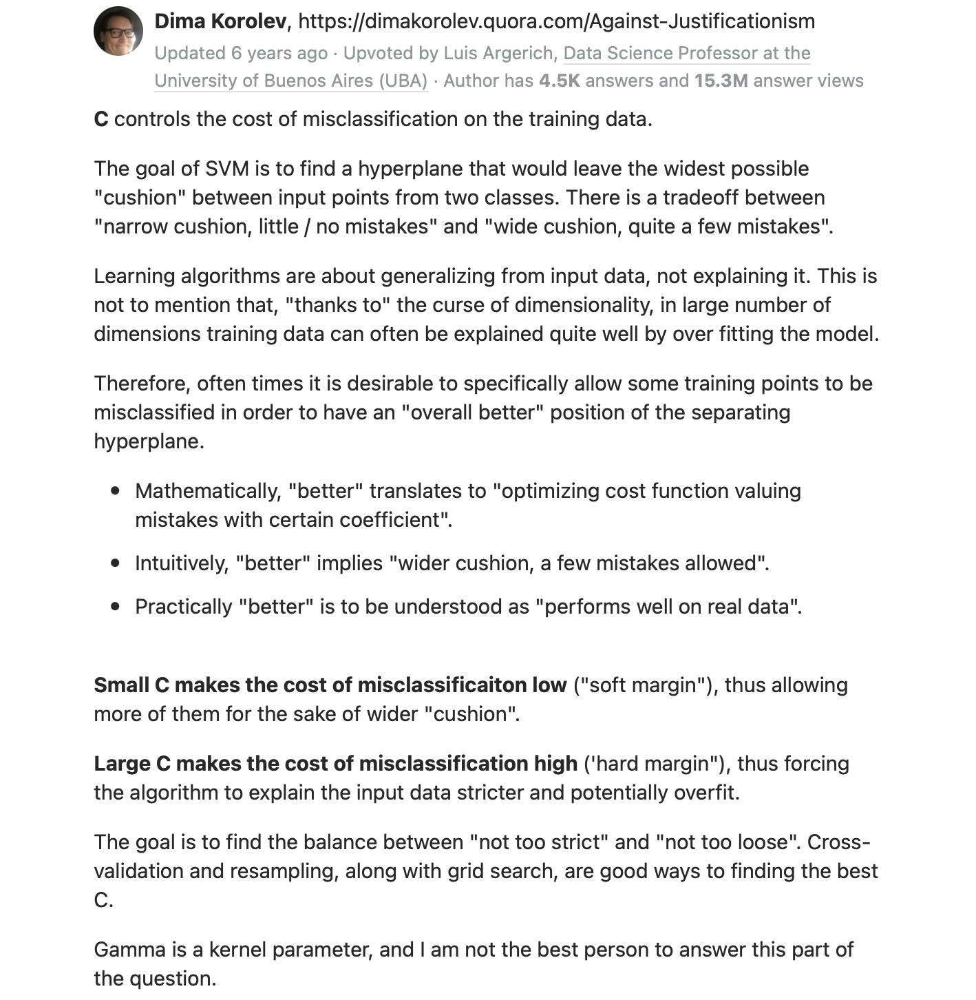 Dima Korolev, https://dimakorolev.quora.com/Against-Justificationism
Updated 6 years ago · Upvoted by Luis Argerich, Data Science Professor at the
University of Buenos Aires (UBA) · Author has 4.5K answers and 15.3M answer views
C controls the cost of misclassification on the training data.
The goal of SVM is to find a hyperplane that would leave the widest possible
"cushion" between input points from two classes. There is a tradeoff between
"narrow cushion, little / no mistakes" and "wide cushion, quite a few mistakes".
Learning algorithms are about generalizing from input data, not explaining it. This is
not to mention that, "thanks to" the curse of dimensionality, in large number of
dimensions training data can often be explained quite well by over fitting the model.
Therefore, often times it is desirable to specifically allow some training points to be
misclassified in order to have an "overall better" position of the separating
hyperplane.
• Mathematically, "better" translates to "optimizing cost function valuing
mistakes with certain coefficient".
• Intuitively, "better" implies "wider cushion, a few mistakes allowed".
• Practically "better" is to be understood as "performs well on real data".
Small C makes the cost of misclassificaiton low ("soft margin"), thus allowing
more of them for the sake of wider "cushion".
Large C makes the cost of misclassification high ('hard margin"), thus forcing
the algorithm to explain the input data stricter and potentially overfit.
The goal is to find the balance between "not too strict" and "not too loose". Cross-
validation and resampling, along with grid search, are good ways to finding the best
C.
Gamma is a kernel parameter, and I am not the best person to answer this part of
the question.